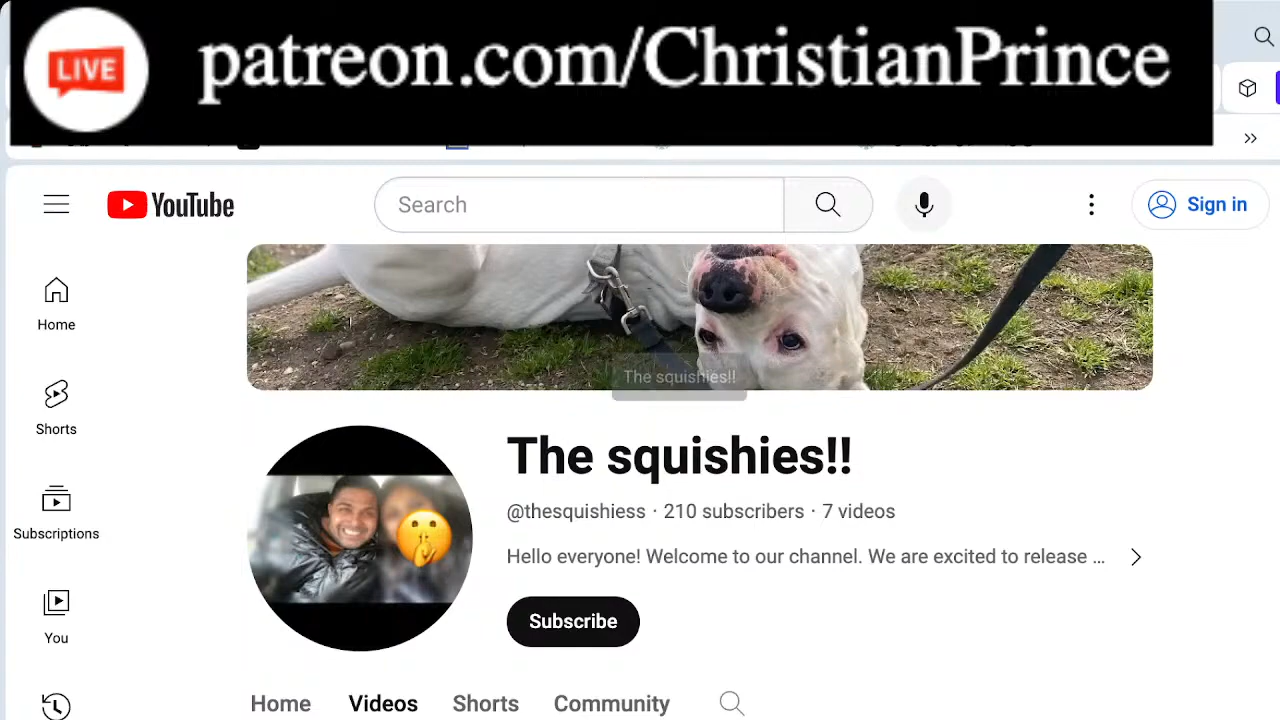 LIVE
patreon.com/ChristianPrince
YouTube
Search
Sign in
Home
Shorts
Subscriptions
You
The squishies!!
The squishies!!
@thesquishiess · 210 subscribers · 7 videos
Hello everyone! Welcome to our channel. We are excited to release ...
Subscribe
Home Videos Shorts Community